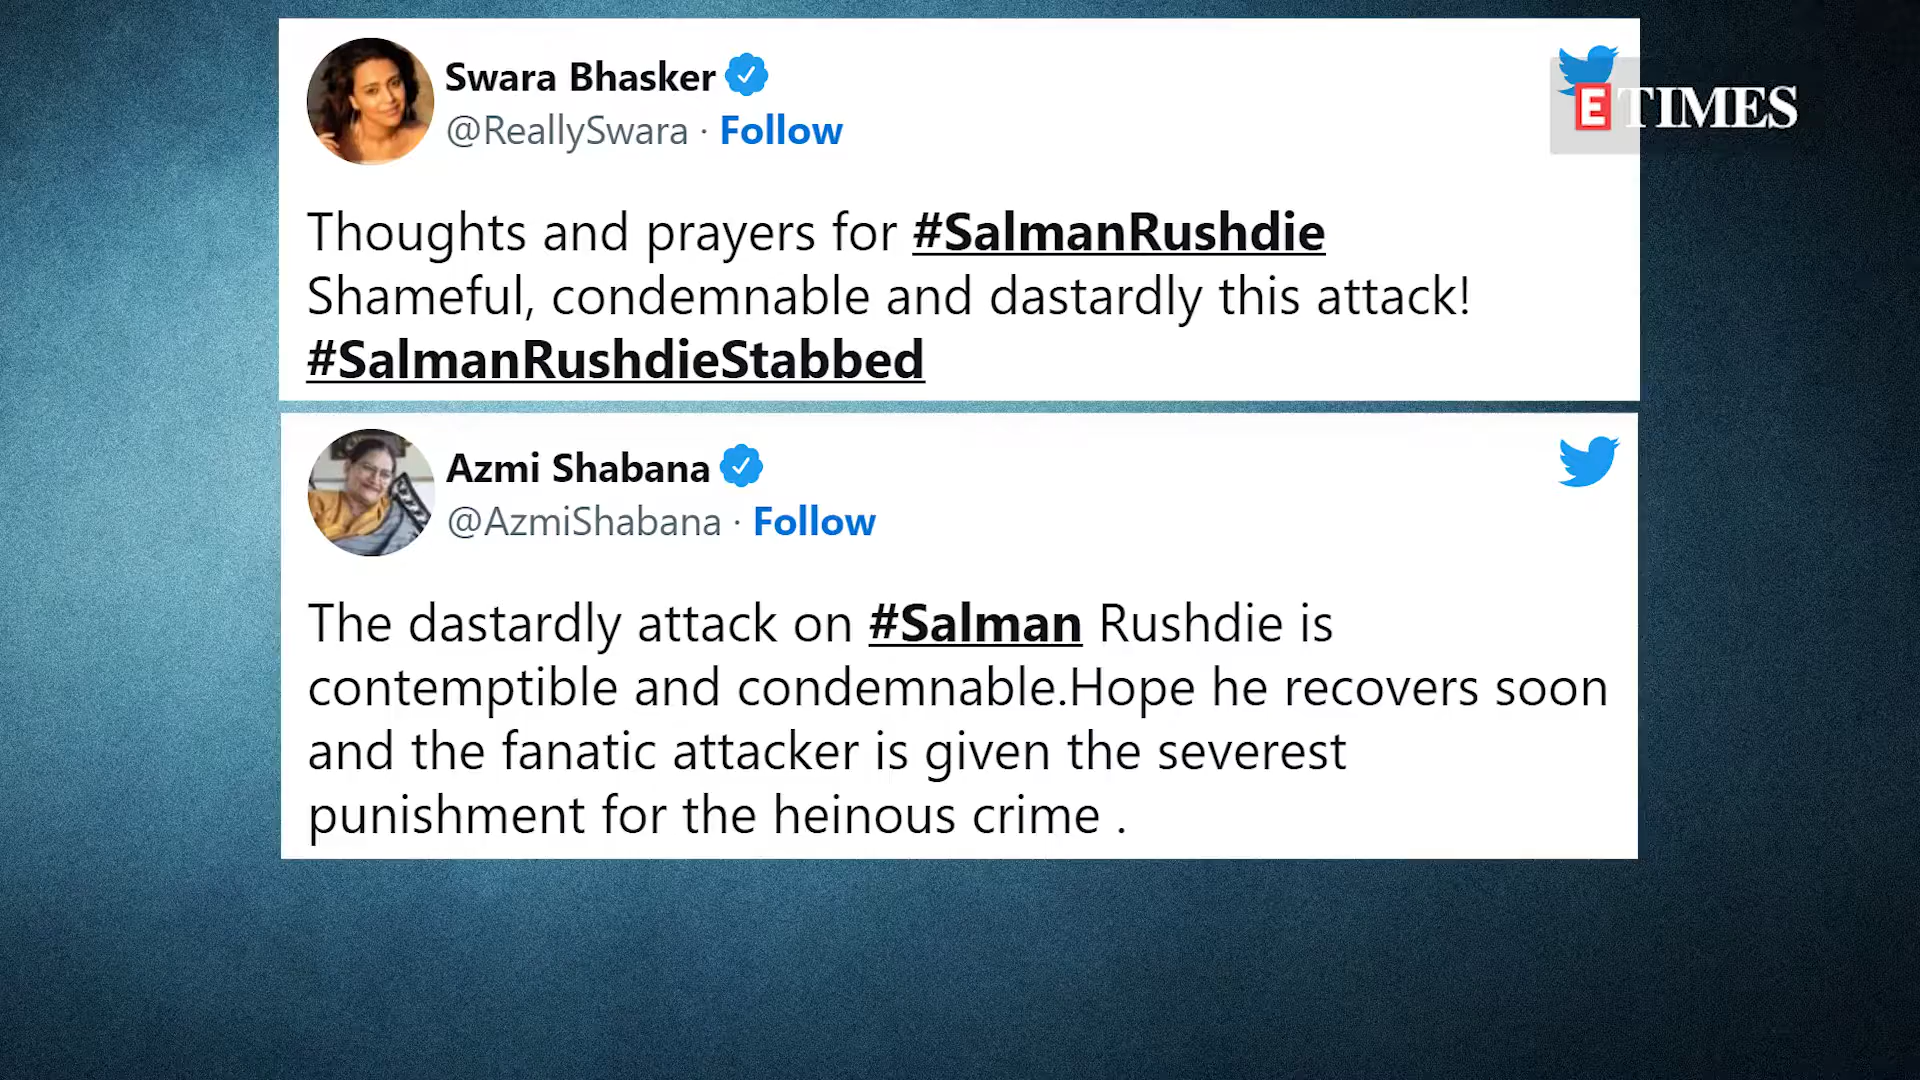 Swara Bhasker
@ReallySwara · Follow
ETIMES
Thoughts and prayers for #SalmanRushdie
Shameful, condemnable and dastardly this attack!
#SalmanRushdieStabbed
Azmi Shabana
@AzmiShabana · Follow
The dastardly attack on #Salman Rushdie is
contemptible and condemnable.Hope he recovers soon
and the fanatic attacker is given the severest
punishment for the heinous crime .